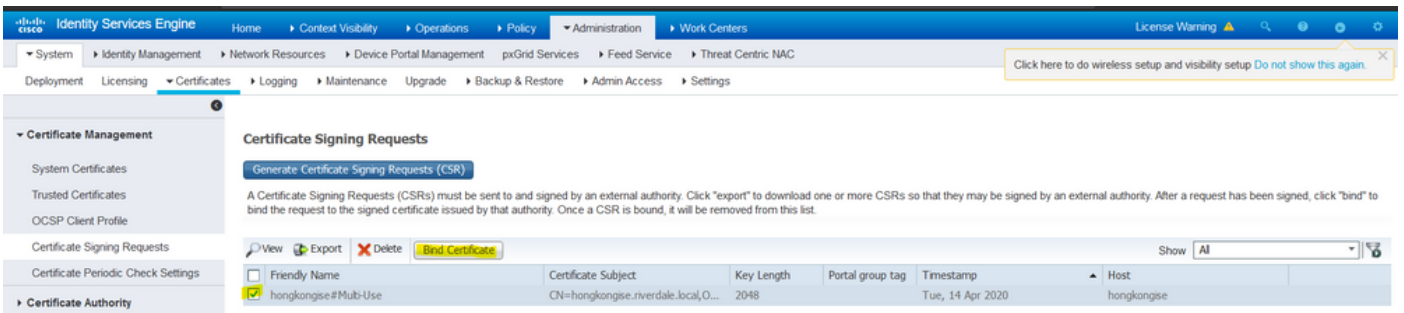 cisco Identity Services Engine Home Context Visibility Operations Policy Administration Work Centers License Warning
System Identity Management Network Resources Device Portal Management pxGrid Services Feed Service Threat Centric NAC
Click here to do wireless setup and visibility setup Do not show this again.
Deployment Licensing Certificates Logging Maintenance Upgrade Backup & Restore Admin Access Settings
Certificate Management
System Certificates
Trusted Certificates
OCSP Client Profile
Certificate Signing Requests
Certificate Periodic Check Settings
Certificate Authority
Certificate Signing Requests
Generate Certificate Signing Requests (CSR)
A Certificate Signing Requests (CSRs) must be sent to and signed by an external authority. Click "export" to download one or more CSRs so that they may be signed by an external authority. After a request has been signed, click "bind" to
bind the request to the signed certificate issued by that authority. Once a CSR is bound, it will be removed from this list.
View Export Delete Bind Certificate Show All
Friendly Name Certificate Subject Key Length Portal group tag Timestamp Host
hongkongise#Multi-Use CN=hongkongise.riverdale.local,O... 2048 Tue, 14 Apr 2020 hongkongise